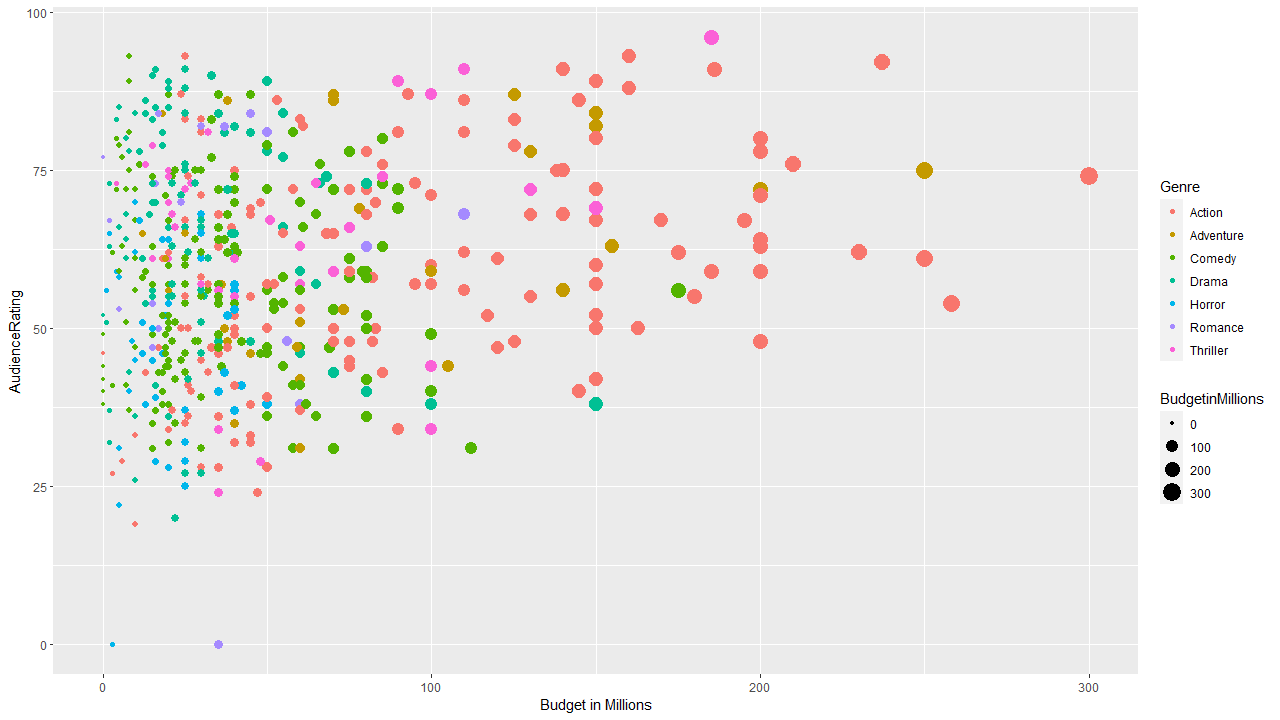 100
75
50
25
0
AudienceRating
0
100
200
300
Budget in Millions
Genre
Action
Adventure
Comedy
Drama
Horror
Romance
Thriller
BudgetinMillions
0
100
200
300